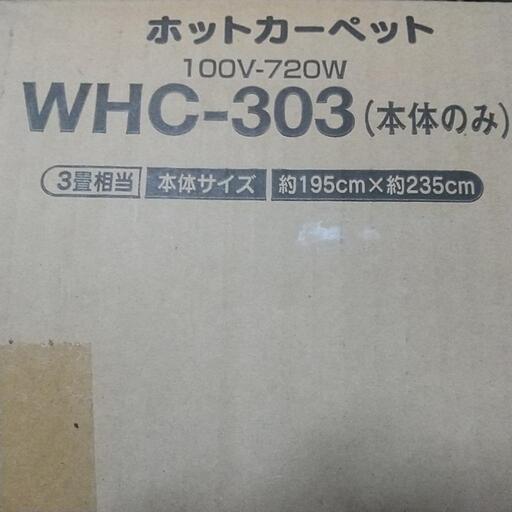 ホットカーペット
100V-720W
WHC-303(本体のみ)
3畳相当 本体サイズ 約195cm×約235cm